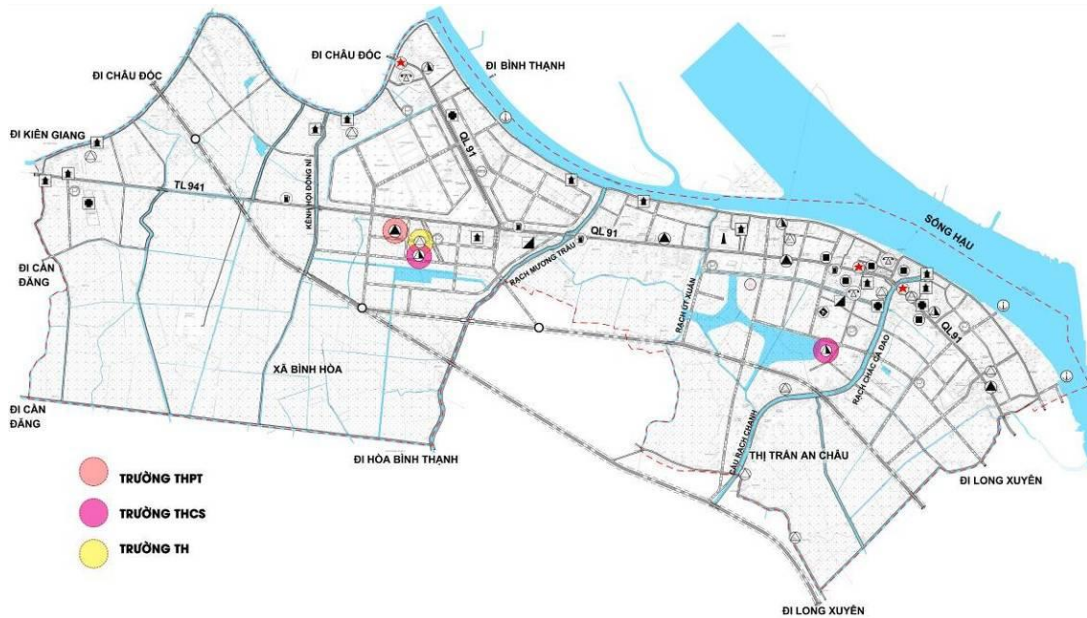 ĐI CHÂU ĐỐC
ĐI CHÂU ĐỐC
ĐI BÌNH THẠNH
ĐI KIÊN GIANG
QL 91
TL 941
KÊNH HỘI ĐỒNG NỈ
SÔNG HẬU
QL 91
RẠCH MƯƠNG TRÂU
ĐI CẦN
ĐĂNG
RẠCH ÚT XUÂN
QL91
RẠCH CHẮC CÀ ĐAO
XÃ BÌNH HÒA
ĐI CẦN
ĐĂNG
ĐI HÒA BÌNH THẠNH
CẦU RẠCH CHANH
THỊ TRẤN AN CHÂU
ĐI LONG XUYÊN
TRƯỜNG THPT
TRƯỜNG THCS
TRƯỜNG TH
ĐI LONG XUYÊN